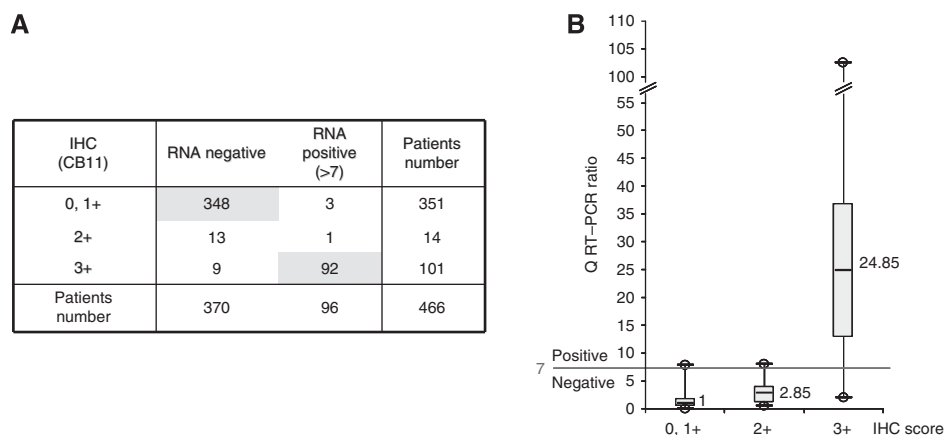 A
IHC (CB11) RNA negative RNA positive (>7) Patients number
0, 1+ 348 3 351
2+ 13 1 14
3+ 9 92 101
Patients number 370 96 466
B
Q RT–PCR ratio
110
105
100
55
50
45
40
35
30
25
20
15
10
5
0
7
Positive
Negative
1
2.85
24.85
0, 1+ 2+ 3+ IHC score